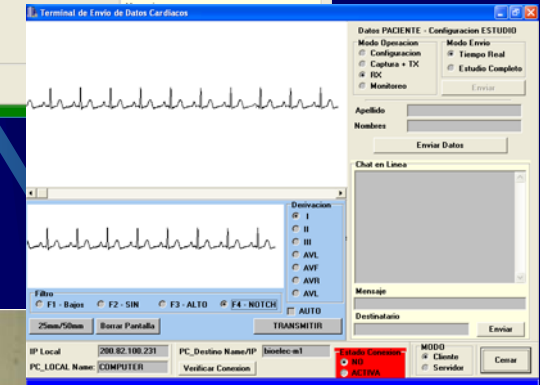 Terminal de Envio de Datos Cardiacos
Datos PACIENTE - Configuracion ESTUDIO
Modo Operacion
Configuracion
Captura + TX
RX
Monitoreo
Modo Envio
Tiempo Real
Estudio Completo
Enviar
Apellido
Nombres
Enviar Datos
Chat en Linea
Derivacion
I
II
III
AVL
AVF
AVR
AVL
AUTO
Filtro
F1 - Bajos
F2 - SIN
F3 - ALTO
F4 - NOTCH
25mm/50mm
Borrar Pantalla
TRANSMITIR
Mensaje
Destinatario
Enviar
IP Local
200.82.100.231
PC_LOCAL Name:
COMPUTER
PC_Destino Name/IP
bioelec-m1
Verificar Conexion
Estado Conexion
NO
ACTIVA
MODO
Cliente
Servidor
Cerrar